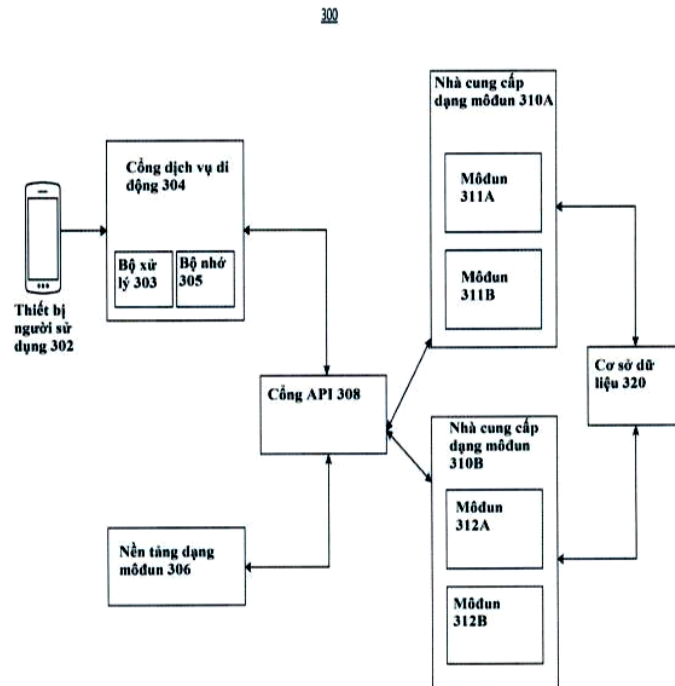 300
Nhà cung cấp
dạng môđun 310A
Môđun
311A
Môđun
311B
Cổng dịch vụ di
động 304
Bộ xử
lý 303
Bộ nhớ
305
Thiết bị
người sử
dụng 302
Cổng API 308
Cơ sở dữ
liệu 320
Nhà cung cấp
dạng môđun
310B
Môđun
312A
Môđun
312B
Nền tảng dạng
môđun 306